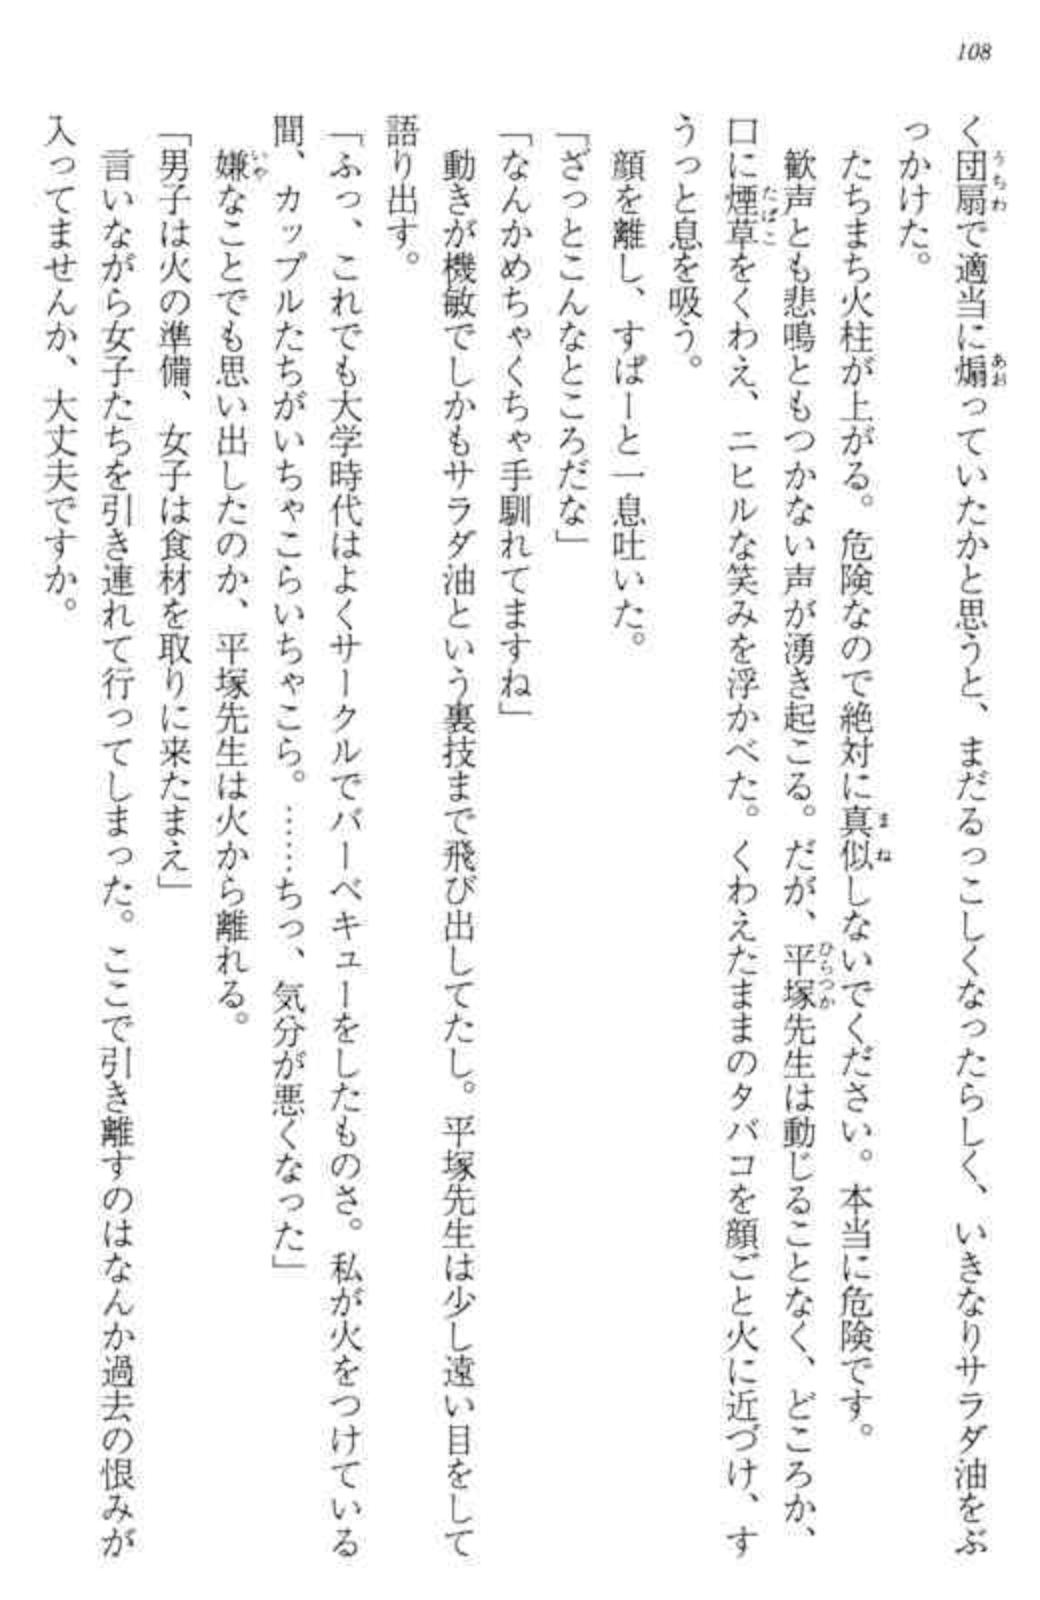 108
く団扇で適当に煽っていたかと思うと、まだるっこしくなったらしく、いきなりサラダ油をぶ
っかけた。
たちまち火柱が上がる。危険なので絶対に真似しないでください。本当に危険です。
歓声とも悲鳴ともつかない声が湧き起こる。だが、平塚先生は動じることなく、どころか、
口に煙草をくわえ、ニヒルな笑みを浮かべた。くわえたままのタバコを顔ごと火に近づけ、す
うっと息を吸う。
顔を離し、すぱーと一息吐いた。
「ざっとこんなところだな」
「なんかめちゃくちゃ手馴れてますね」
動きが機敏でしかもサラダ油という裏技まで飛び出してたし。平塚先生は少し遠い目をして
語り出す。
「ふっ、これでも大学時代はよくサークルでバーベキューをしたものさ。私が火をつけている
間、カップルたちがいちゃこらいちゃこら。……ちっ、気分が悪くなった」
嫌なことでも思い出したのか、平塚先生は火から離れる。
「男子は火の準備、女子は食材を取りに来たまえ」
言いながら女子たちを引き連れて行ってしまった。ここで引き離すのはなんか過去の恨みが
入ってませんか、大丈夫ですか。